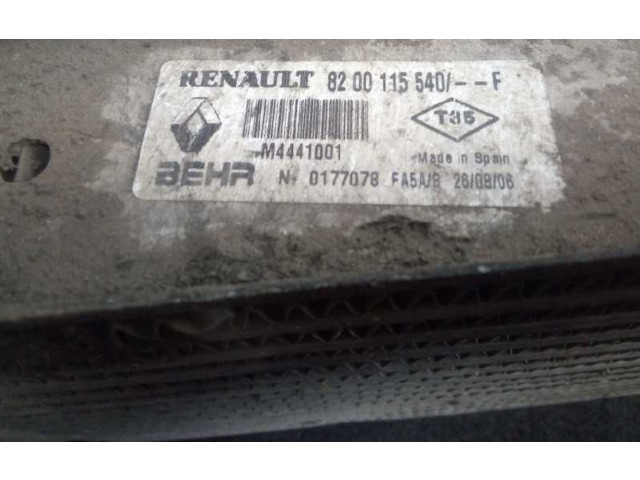 RENAULT 82 00 115 540/--F
T35
M4441001
Made in Spain
BEHR N. 0177078 FA5A/B 26/08/06